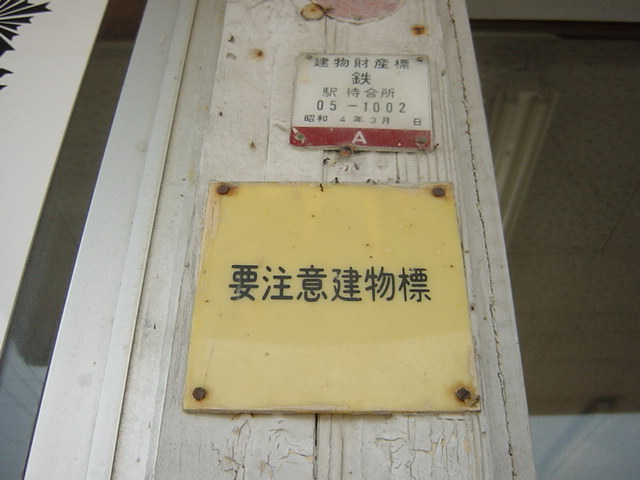 建物財産標
鉄
駅 待合所
05-1002
昭和 4年3月 日
A
要注意建物標